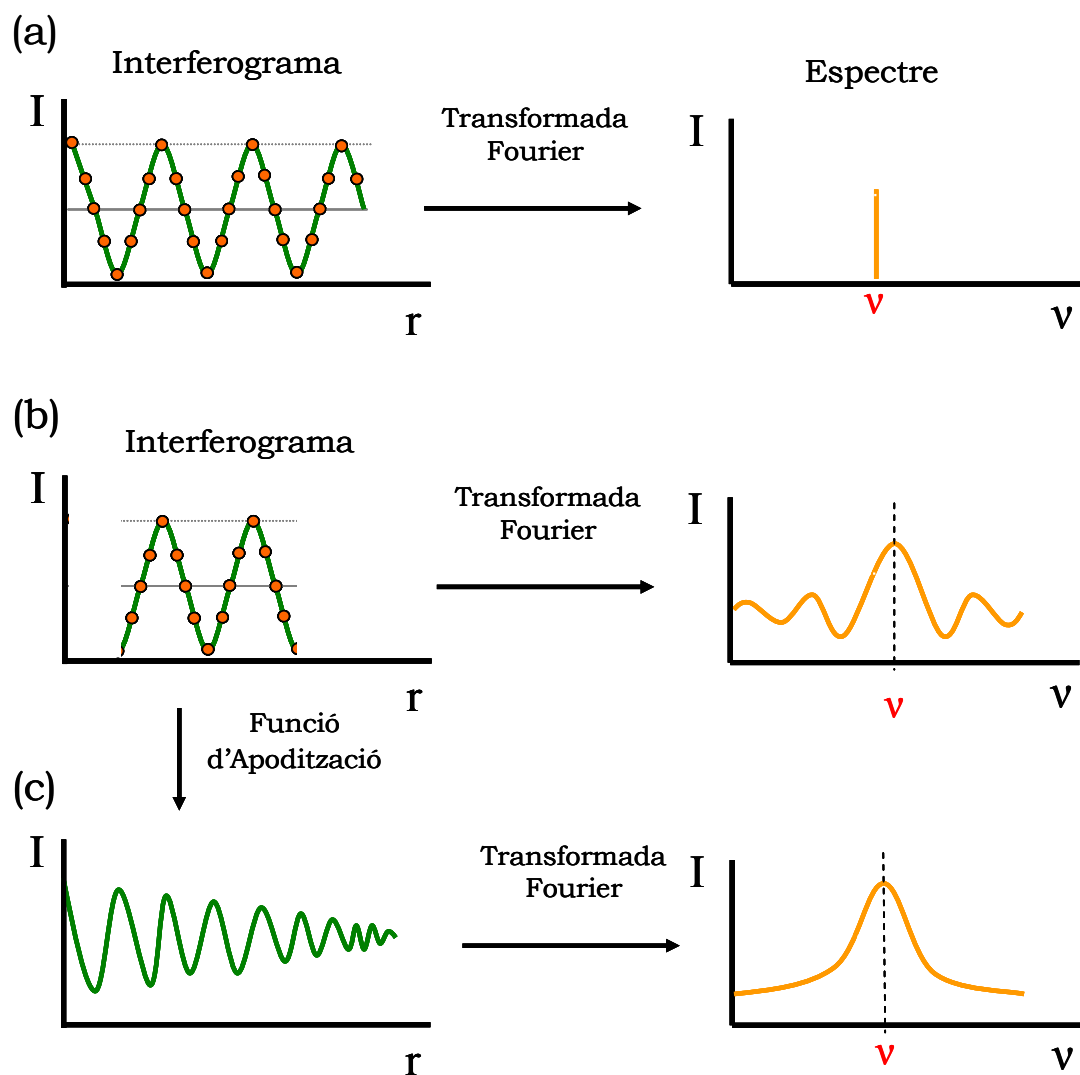 (a)
Interferograma
Espectre
I
Transformada
Fourier
I
r
ν
ν
(b)
Interferograma
I
Transformada
Fourier
I
r
ν
ν
Funció
d'Apodització
(c)
I
Transformada
Fourier
I
r
ν
ν